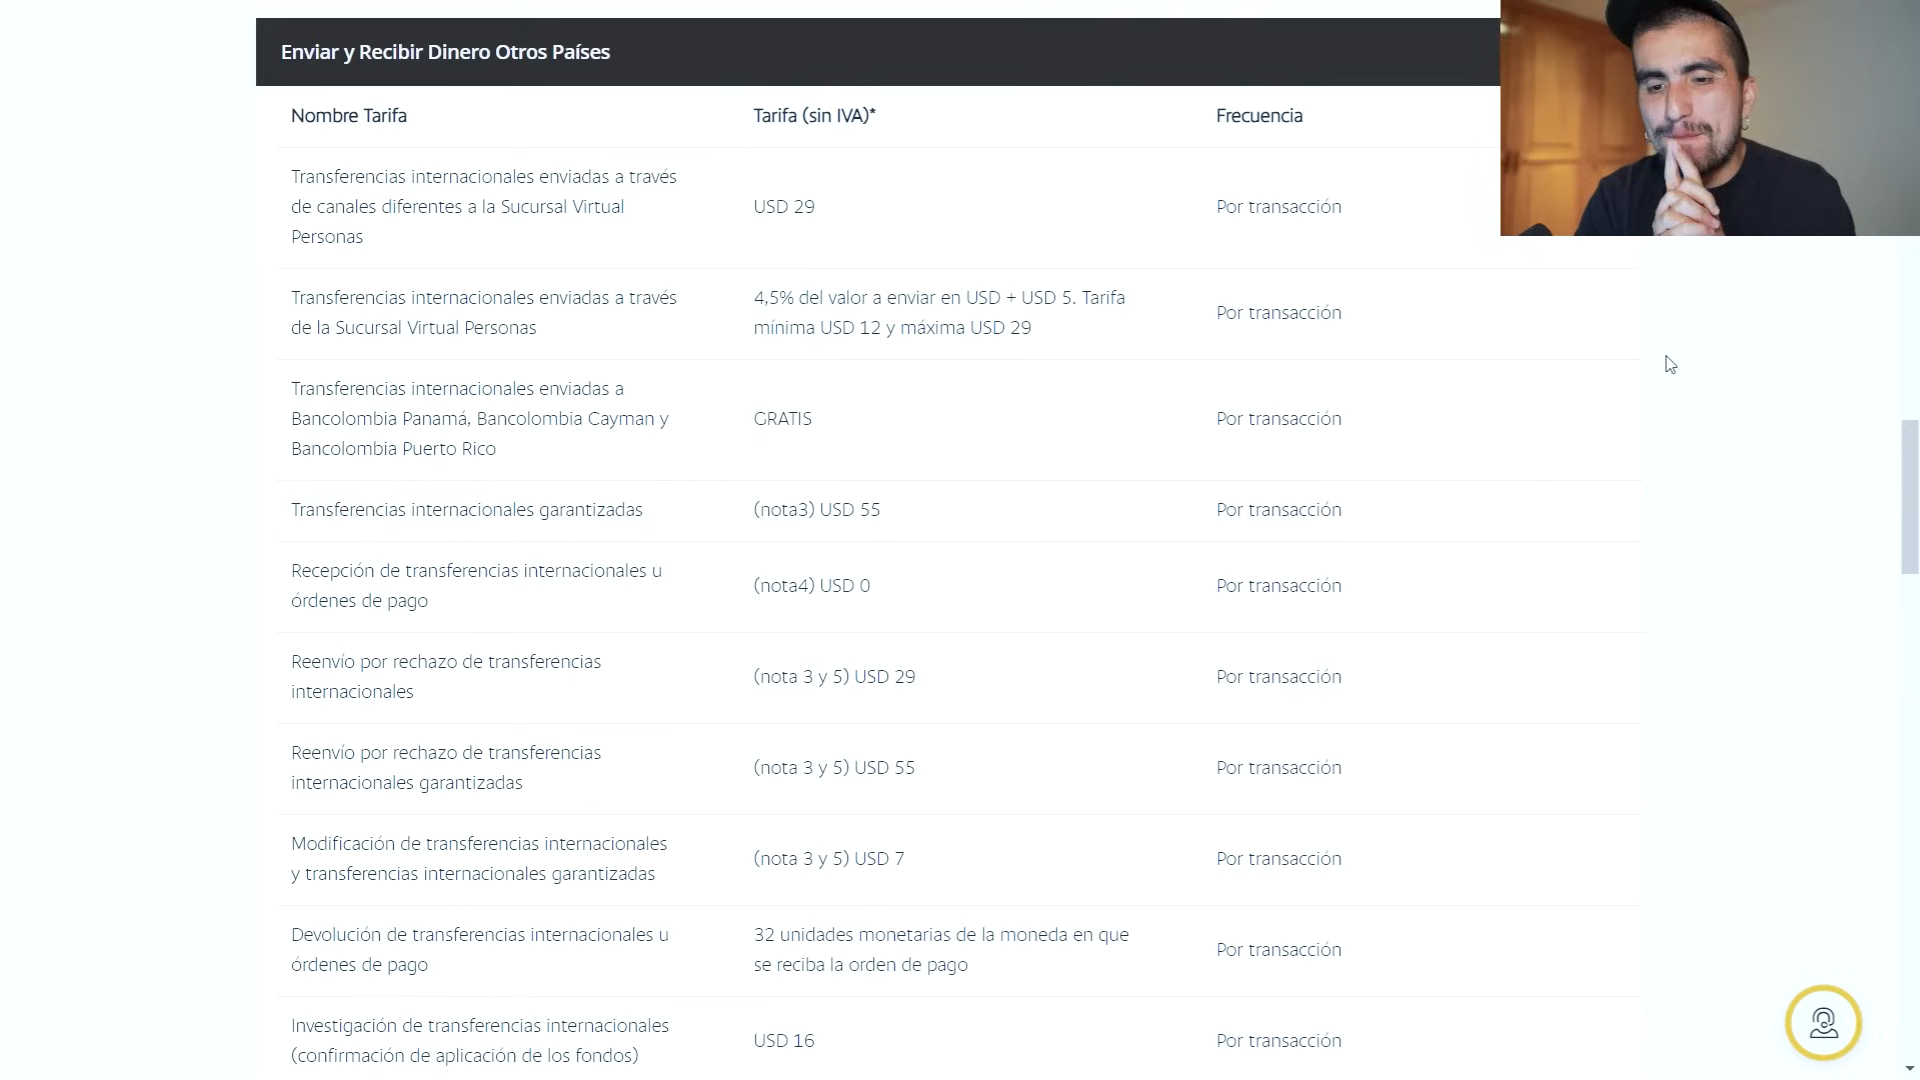 Enviar y Recibir Dinero Otros Países
Nombre Tarifa
Tarifa (sin IVA)*
Frecuencia
Transferencias internacionales enviadas a través
de canales diferentes a la Sucursal Virtual
Personas
USD 29
Por transacción
Transferencias internacionales enviadas a través
de la Sucursal Virtual Personas
4,5% del valor a enviar en USD + USD 5. Tarifa
mínima USD 12 y máxima USD 29
Por transacción
Transferencias internacionales enviadas a
Bancolombia Panamá, Bancolombia Cayman y
Bancolombia Puerto Rico
GRATIS
Por transacción
Transferencias internacionales garantizadas
(nota3) USD 55
Por transacción
Recepción de transferencias internacionales u
órdenes de pago
(nota4) USD 0
Por transacción
Reenvío por rechazo de transferencias
internacionales
(nota 3 y 5) USD 29
Por transacción
Reenvío por rechazo de transferencias
internacionales garantizadas
(nota 3 y 5) USD 55
Por transacción
Modificación de transferencias internacionales
y transferencias internacionales garantizadas
(nota 3 y 5) USD 7
Por transacción
Devolución de transferencias internacionales u
órdenes de pago
32 unidades monetarias de la moneda en que
se reciba la orden de pago
Por transacción
Investigación de transferencias internacionales
(confirmación de aplicación de los fondos)
USD 16
Por transacción